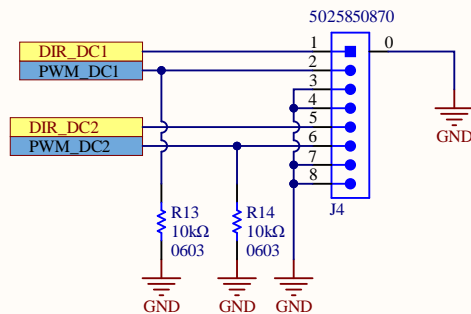 5025850870
DIR_DC1
1
0
PWM_DC1
2
3
4
DIR_DC2
5
PWM_DC2
6
7
8
J4
R13
10kΩ
0603
R14
10kΩ
0603
GND
GND
GND
GND